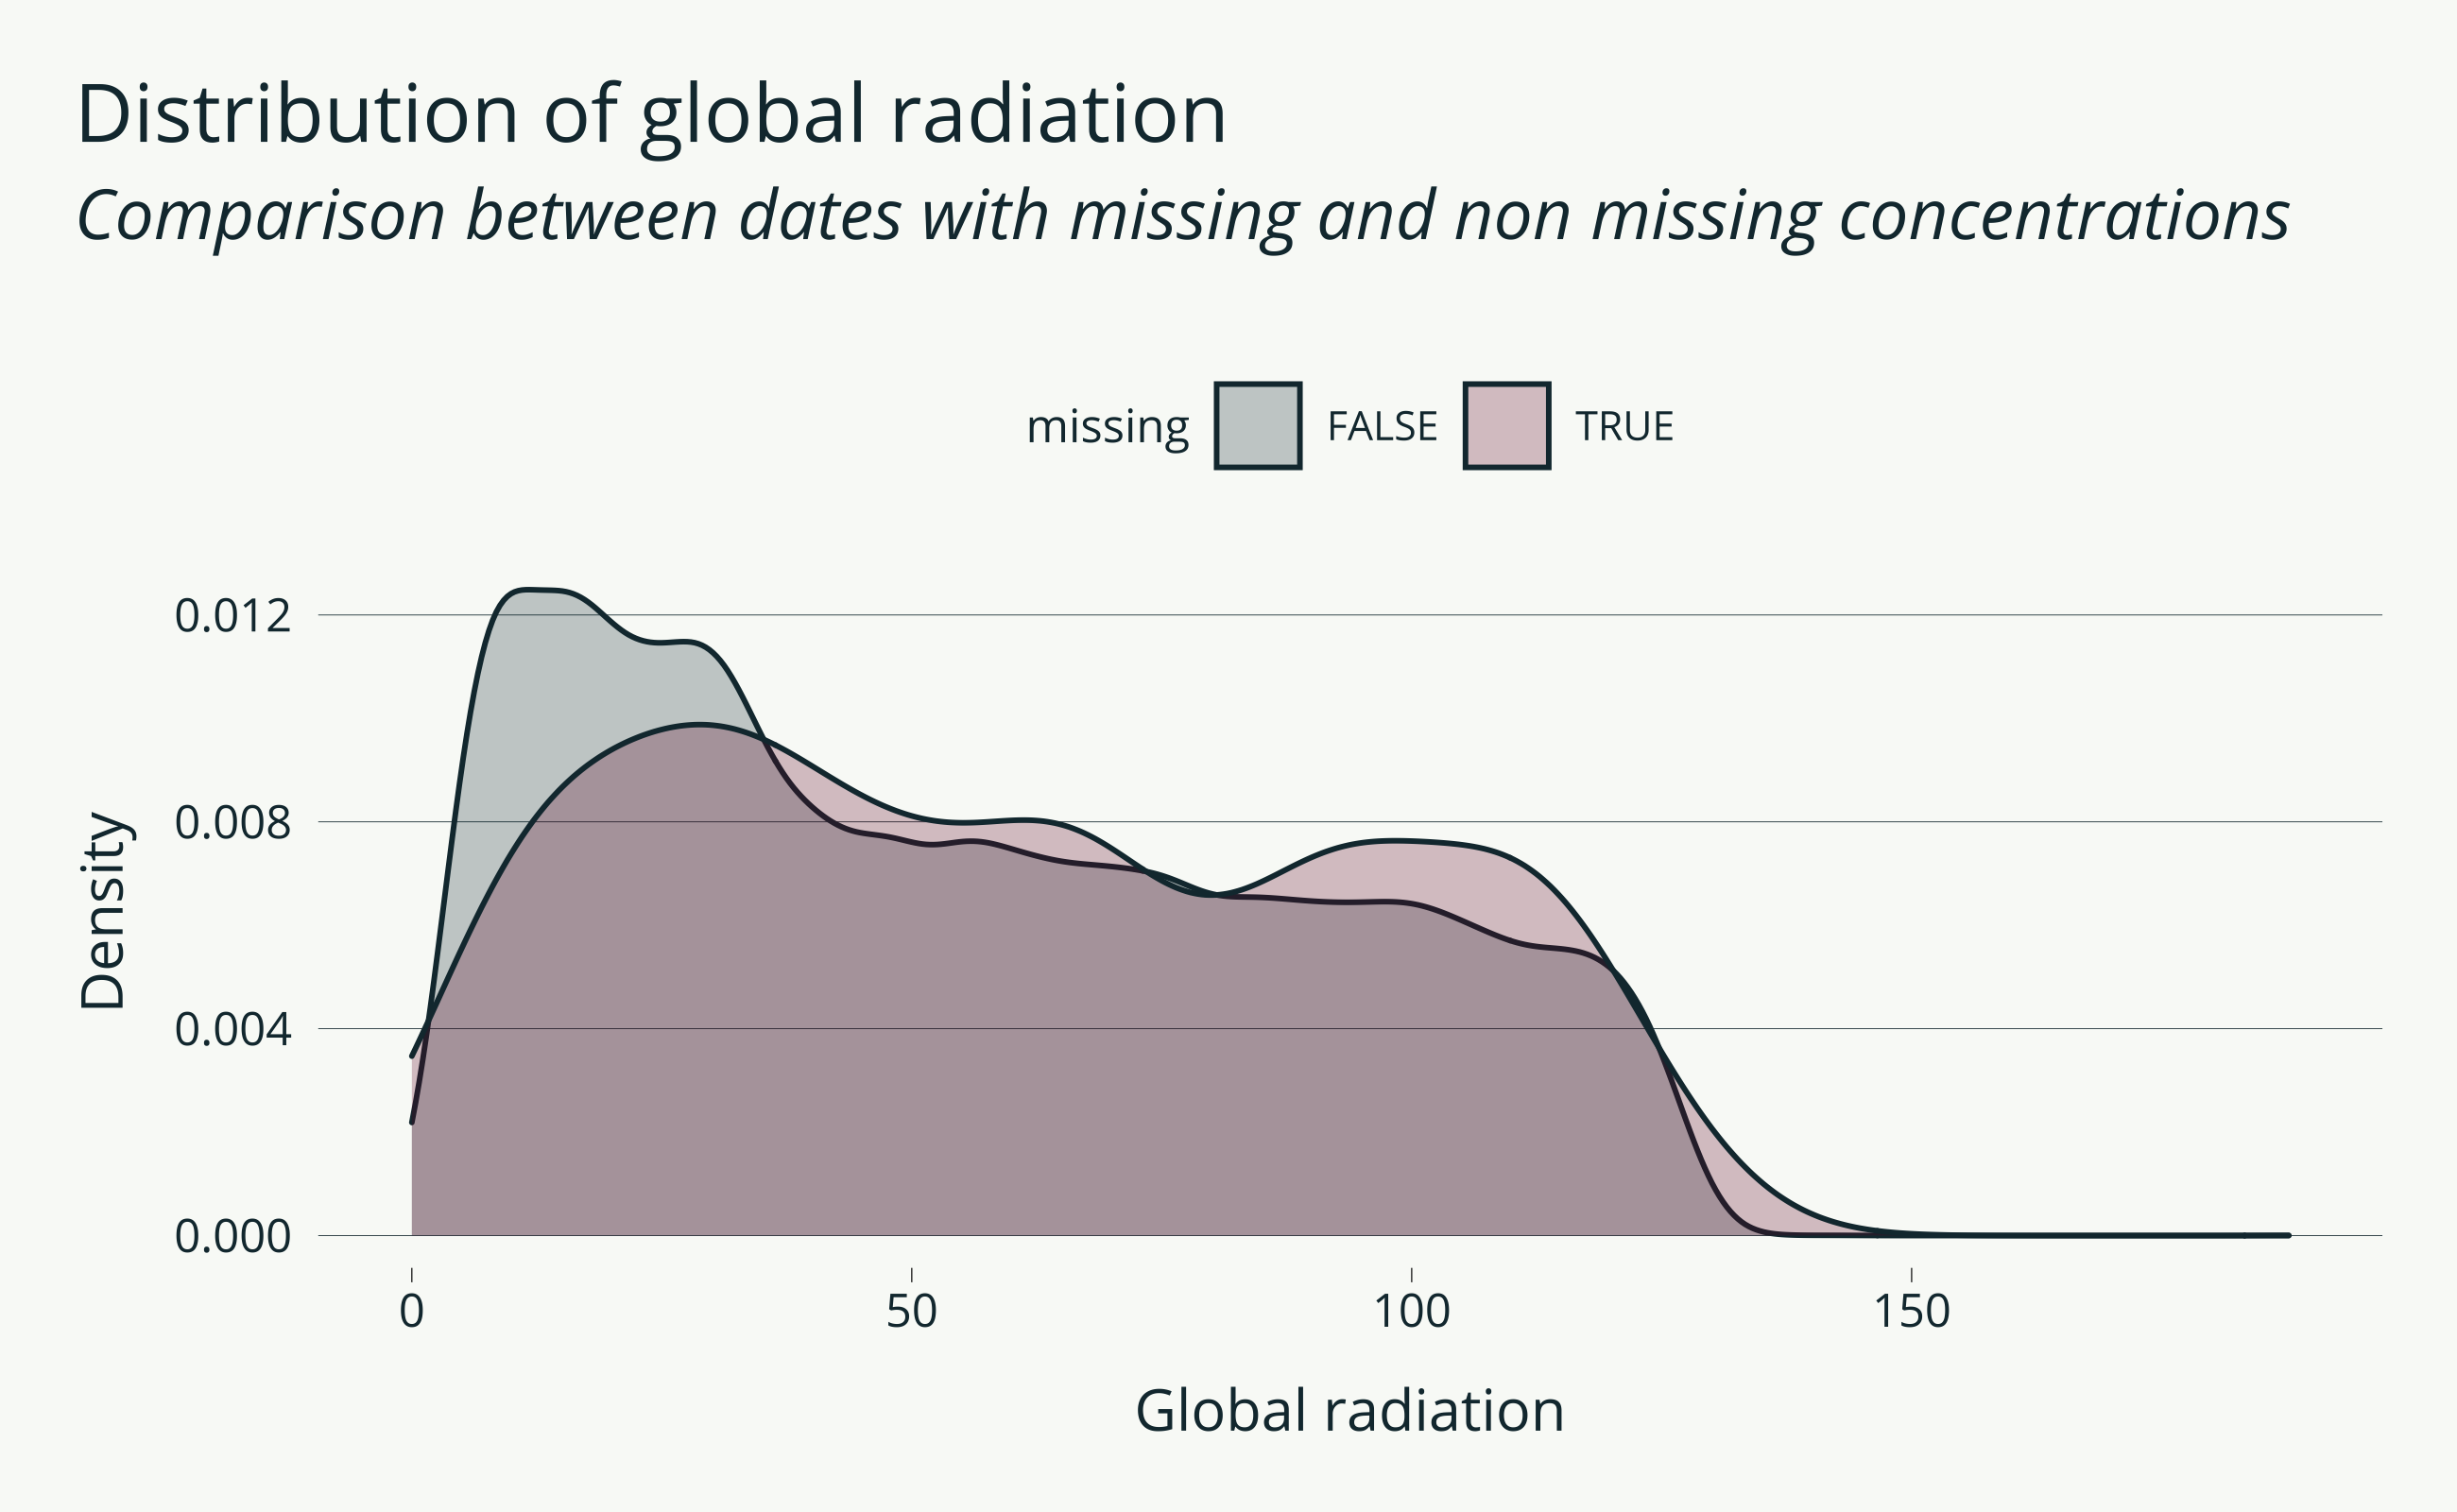 Distribution of global radiation
Comparison between dates with missing and non missing concentrations
missing FALSE TRUE
0.012
0.008
0.004
0.000
Density
0 50 100 150
Global radiation